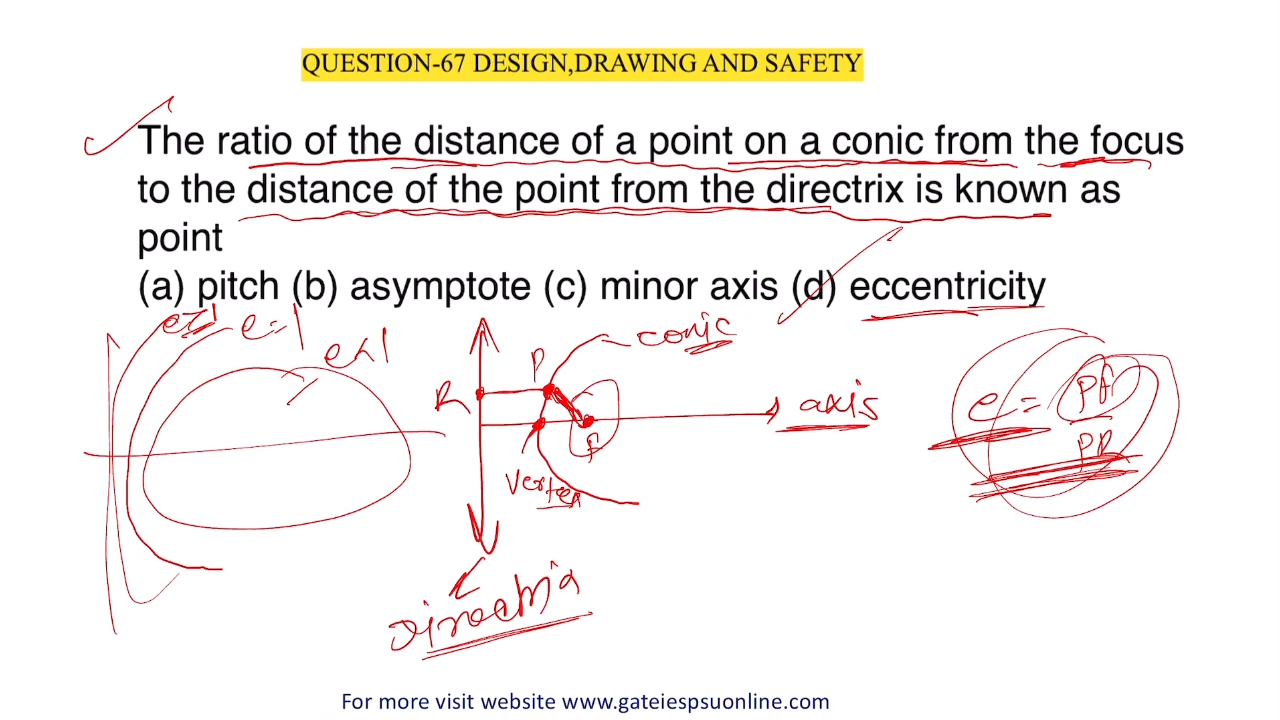 QUESTION-67 DESIGN,DRAWING AND SAFETY
The ratio of the distance of a point on a conic from the focus
to the distance of the point from the directrix is known as
point
(a) pitch (b) asymptote (c) minor axis (d) eccentricity
e=1
e<1
conic
P
R
axis
F
vertex
e = PF
PR
Directrix
For more visit website www.gateiespsuonline.com